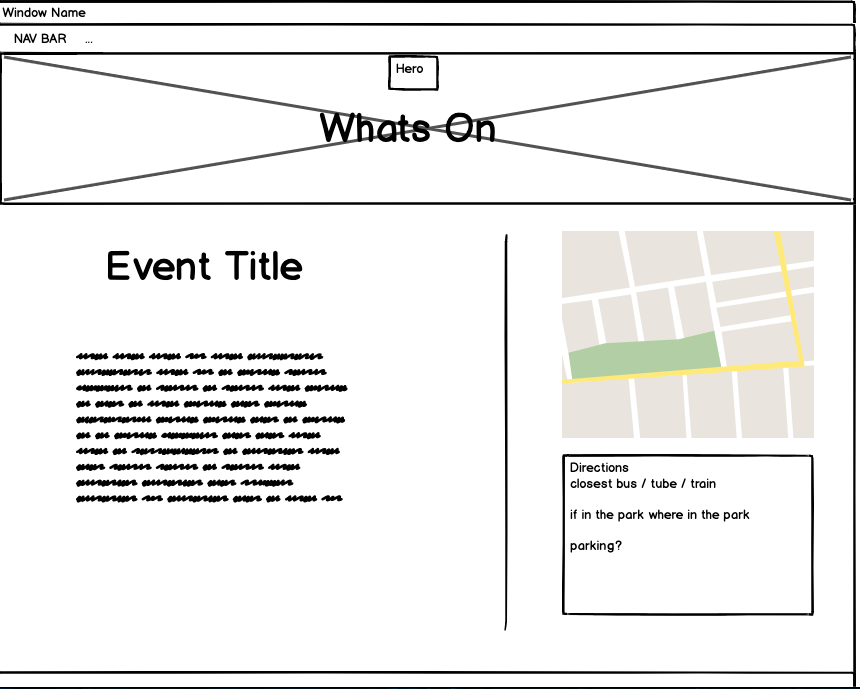 Window Name
NAV BAR ...
Hero
Whats On
Event Title
Directions
closest bus / tube / train
if in the park where in the park
parking?